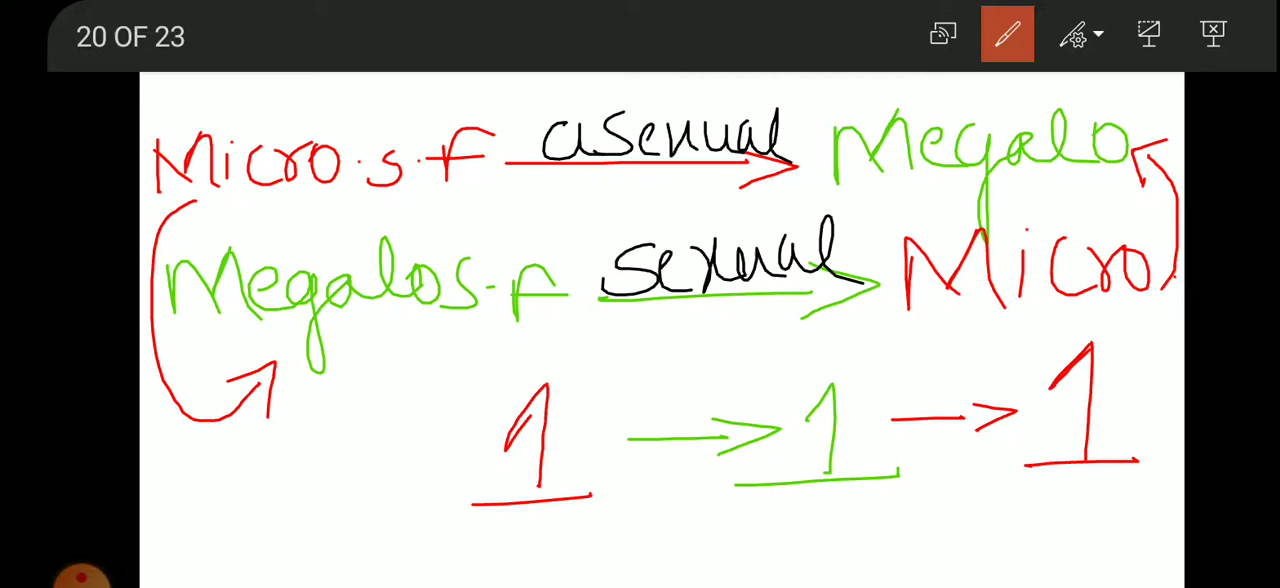 20 OF 23
Micro.s.f asexual Megalo
Megalos.f sexual Micro
1 → 1 → 1